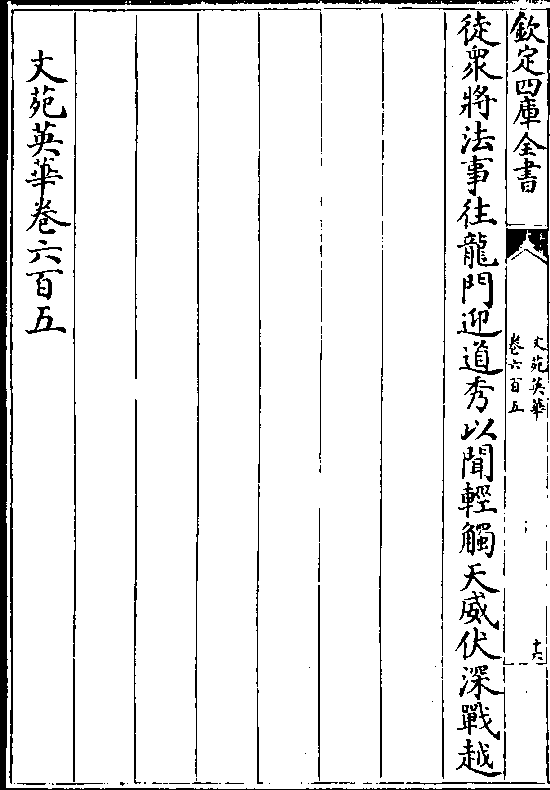 欽定四庫全書
文苑英華
卷六百五
十六
徒衆將法事往龍門迎道秀以聞輕觸天威伏深戰越
文苑英華卷六百五